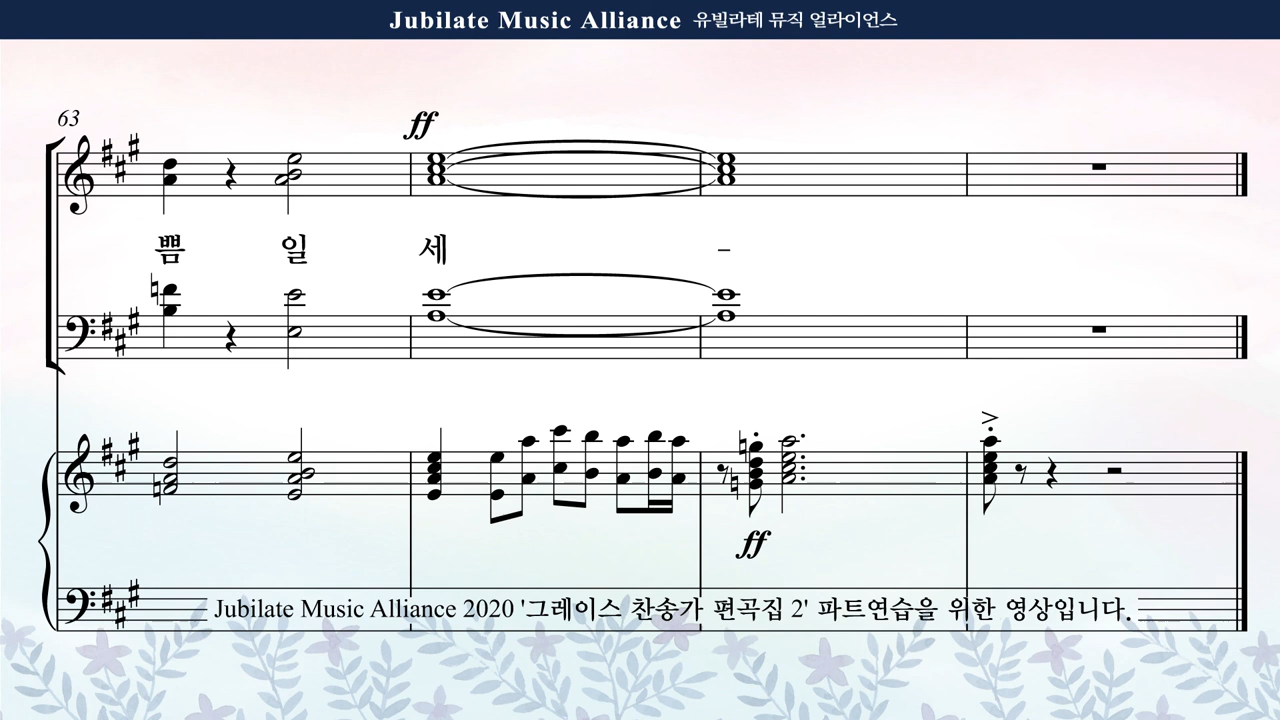 Jubilate Music Alliance 유빌라테 뮤직 얼라이언스
63
ff
쁨 일 세 -
ff
Jubilate Music Alliance 2020 '그레이스 찬송가 편곡집 2' 파트연습을 위한 영상입니다.